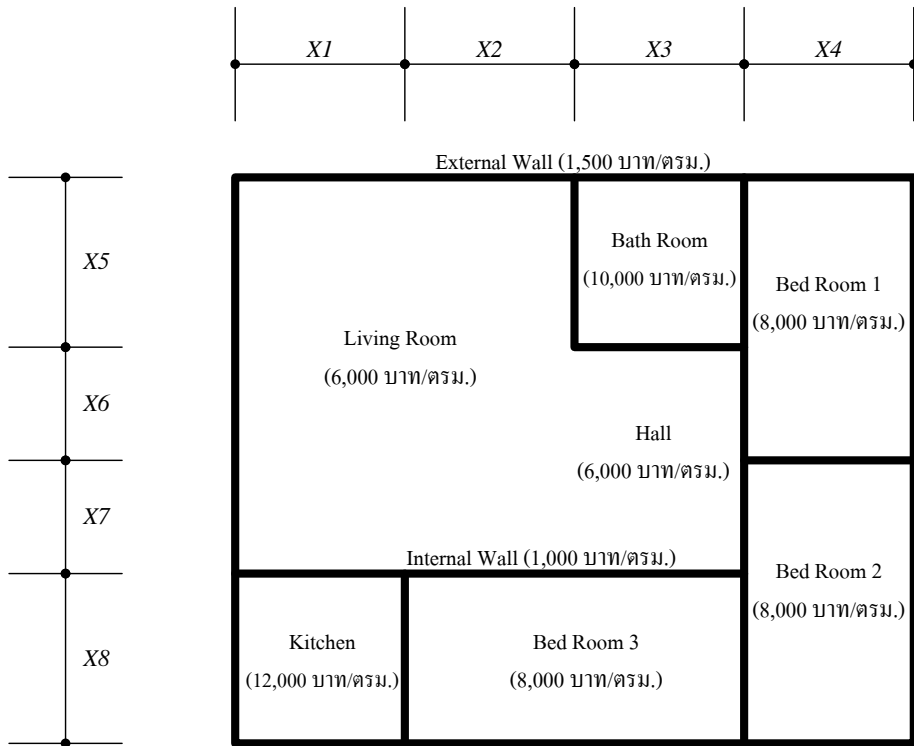 X1 X2 X3 X4
External Wall (1,500 บาท/ตรม.)
X5
X6
X7
X8
Bath Room
(10,000 บาท/ตรม.)
Bed Room 1
(8,000 บาท/ตรม.)
Living Room
(6,000 บาท/ตรม.)
Hall
(6,000 บาท/ตรม.)
Internal Wall (1,000 บาท/ตรม.)
Bed Room 2
(8,000 บาท/ตรม.)
Kitchen
(12,000 บาท/ตรม.)
Bed Room 3
(8,000 บาท/ตรม.)